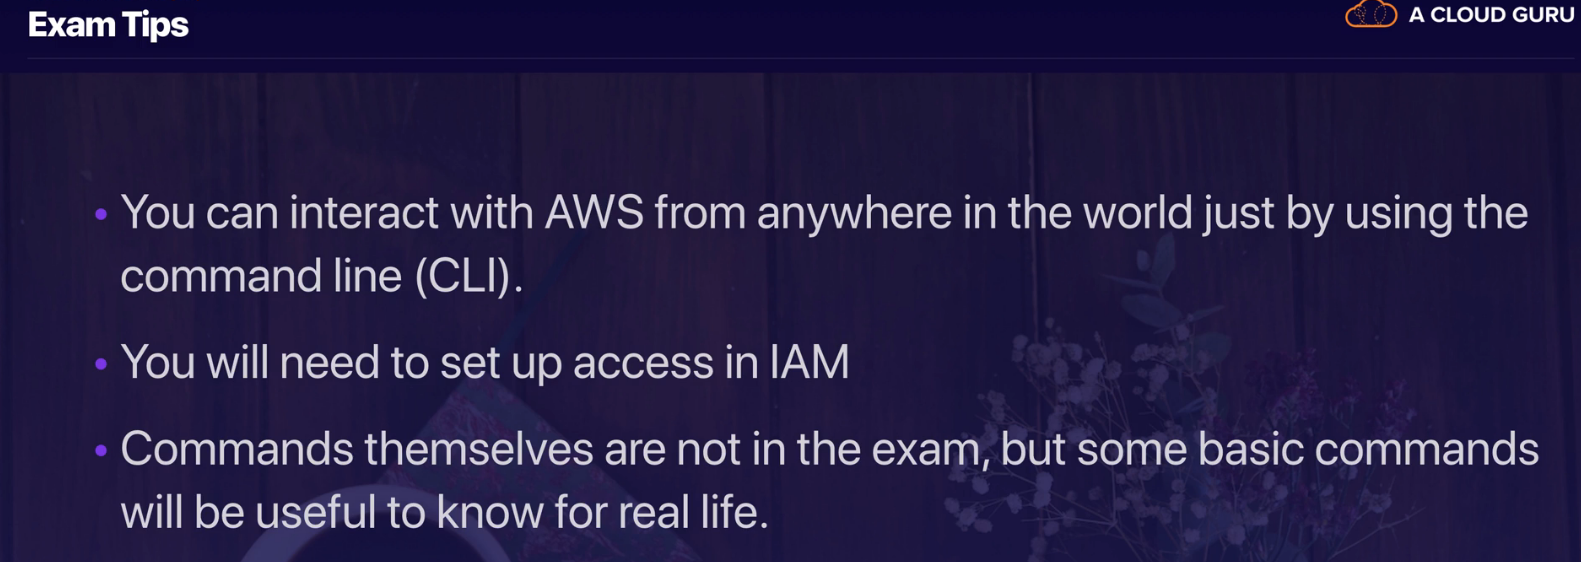 Exam Tips
A CLOUD GURU
• You can interact with AWS from anywhere in the world just by using the
command line (CLI).
• You will need to set up access in IAM
• Commands themselves are not in the exam, but some basic commands
will be useful to know for real life.